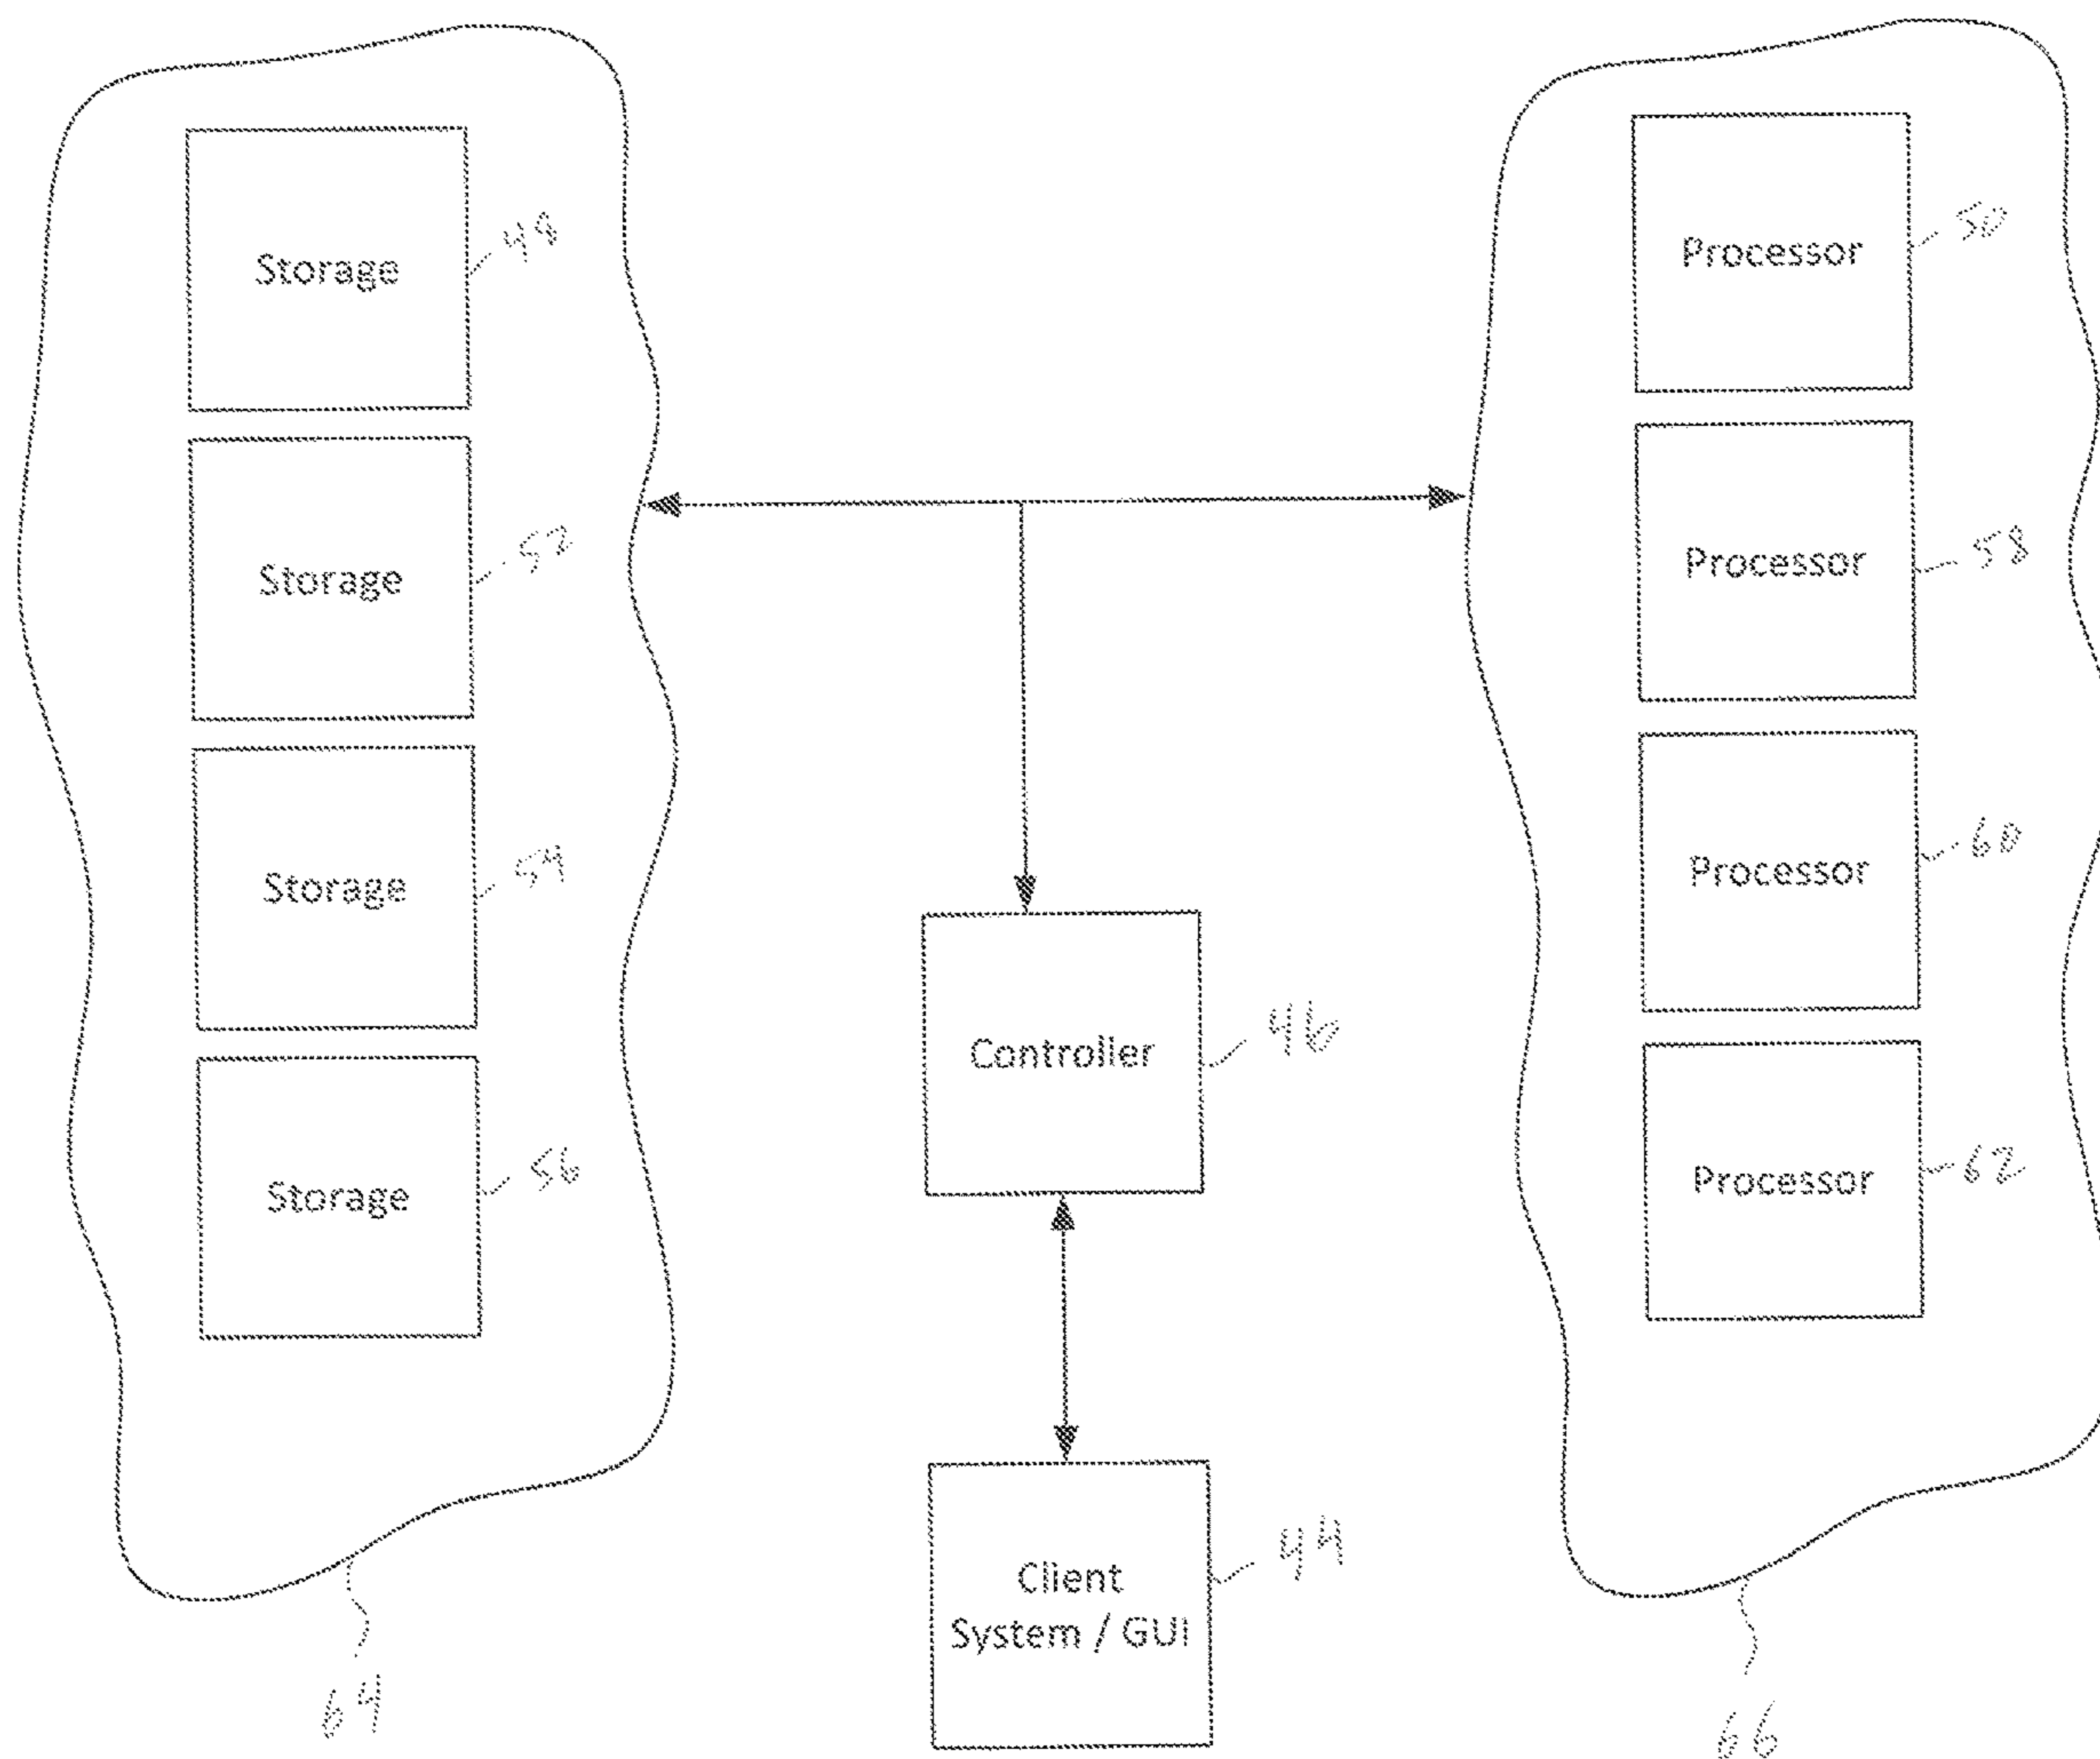 Storage
48
Storage
52
Storage
54
Storage
56
64
Controller
46
Client
System / GUI
44
Processor
50
Processor
58
Processor
60
Processor
62
66